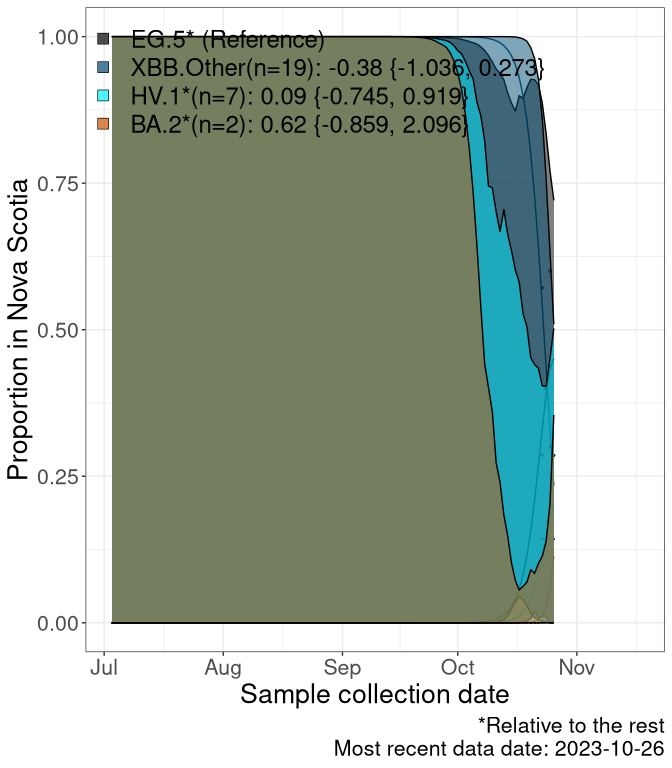 1.00
0.75
0.50
0.25
0.00
Proportion in Nova Scotia
EG.5* (Reference)
XBB.Other(n=19): -0.38 {-1.036, 0.273}
HV.1*(n=7): 0.09 {-0.745, 0.919}
BA.2*(n=2): 0.62 {-0.859, 2.096}
Jul Aug Sep Oct Nov
Sample collection date
*Relative to the rest
Most recent data date: 2023-10-26